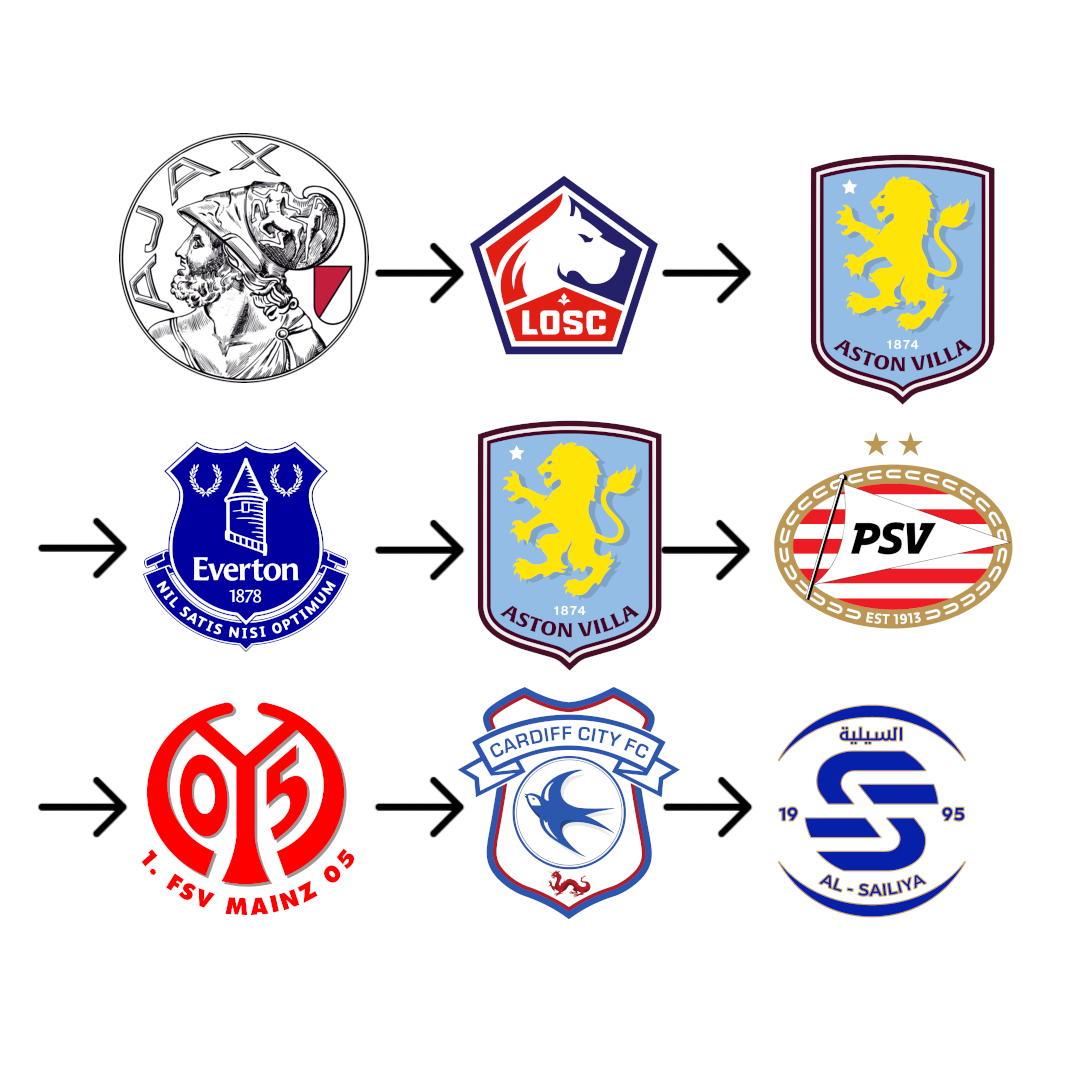 AJAX
LOSC
1874
ASTON VILLA
Everton
1878
NIL SATIS NISI OPTIMUM
1874
ASTON VILLA
PSV
EST 1913
05
1. FSV MAINZ 05
CARDIFF CITY FC
السيلية
19 95
AL - SAILIYA